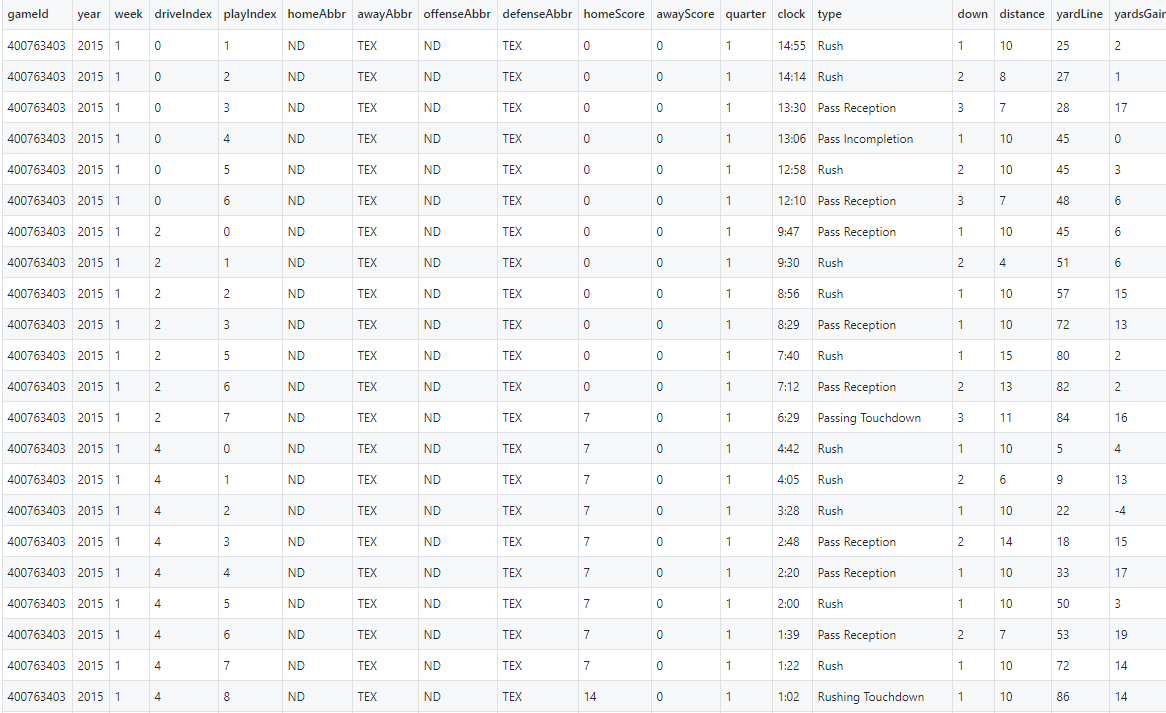 gameId year week driveIndex playIndex homeAbbr awayAbbr offenseAbbr defenseAbbr homeScore awayScore quarter clock type down distance yardLine yardsGain
400763403 2015 1 0 1 ND TEX ND TEX 0 0 1 14:55 Rush 1 10 25 2
400763403 2015 1 0 2 ND TEX ND TEX 0 0 1 14:14 Rush 2 8 27 1
400763403 2015 1 0 3 ND TEX ND TEX 0 0 1 13:30 Pass Reception 3 7 28 17
400763403 2015 1 0 4 ND TEX ND TEX 0 0 1 13:06 Pass Incompletion 1 10 45 0
400763403 2015 1 0 5 ND TEX ND TEX 0 0 1 12:58 Rush 2 10 45 3
400763403 2015 1 0 6 ND TEX ND TEX 0 0 1 12:10 Pass Reception 3 7 48 6
400763403 2015 1 2 0 ND TEX ND TEX 0 0 1 9:47 Pass Reception 1 10 45 6
400763403 2015 1 2 1 ND TEX ND TEX 0 0 1 9:30 Rush 2 4 51 6
400763403 2015 1 2 2 ND TEX ND TEX 0 0 1 8:56 Rush 1 10 57 15
400763403 2015 1 2 3 ND TEX ND TEX 0 0 1 8:29 Pass Reception 1 10 72 13
400763403 2015 1 2 5 ND TEX ND TEX 0 0 1 7:40 Rush 1 15 80 2
400763403 2015 1 2 6 ND TEX ND TEX 0 0 1 7:12 Pass Reception 2 13 82 2
400763403 2015 1 2 7 ND TEX ND TEX 7 0 1 6:29 Passing Touchdown 3 11 84 16
400763403 2015 1 4 0 ND TEX ND TEX 7 0 1 4:42 Rush 1 10 5 4
400763403 2015 1 4 1 ND TEX ND TEX 7 0 1 4:05 Rush 2 6 9 13
400763403 2015 1 4 2 ND TEX ND TEX 7 0 1 3:28 Rush 1 10 22 -4
400763403 2015 1 4 3 ND TEX ND TEX 7 0 1 2:48 Pass Reception 2 14 18 15
400763403 2015 1 4 4 ND TEX ND TEX 7 0 1 2:20 Pass Reception 1 10 33 17
400763403 2015 1 4 5 ND TEX ND TEX 7 0 1 2:00 Rush 1 10 50 3
400763403 2015 1 4 6 ND TEX ND TEX 7 0 1 1:39 Pass Reception 2 7 53 19
400763403 2015 1 4 7 ND TEX ND TEX 7 0 1 1:22 Rush 1 10 72 14
400763403 2015 1 4 8 ND TEX ND TEX 14 0 1 1:02 Rushing Touchdown 1 10 86 14